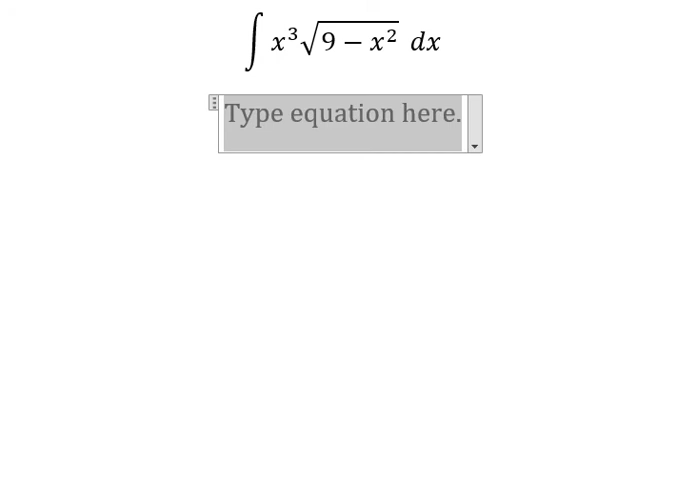 ∫ x³√(9 − x²) dx
Type equation here.